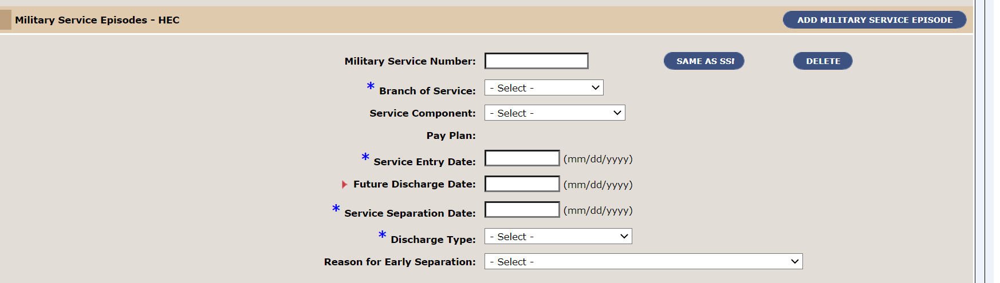 Military Service Episodes - HEC ADD MILITARY SERVICE EPISODE
Military Service Number: SAME AS SSN DELETE
* Branch of Service: - Select -
Service Component: - Select -
Pay Plan:
* Service Entry Date: (mm/dd/yyyy)
Future Discharge Date: (mm/dd/yyyy)
* Service Separation Date: (mm/dd/yyyy)
* Discharge Type: - Select -
Reason for Early Separation: - Select -